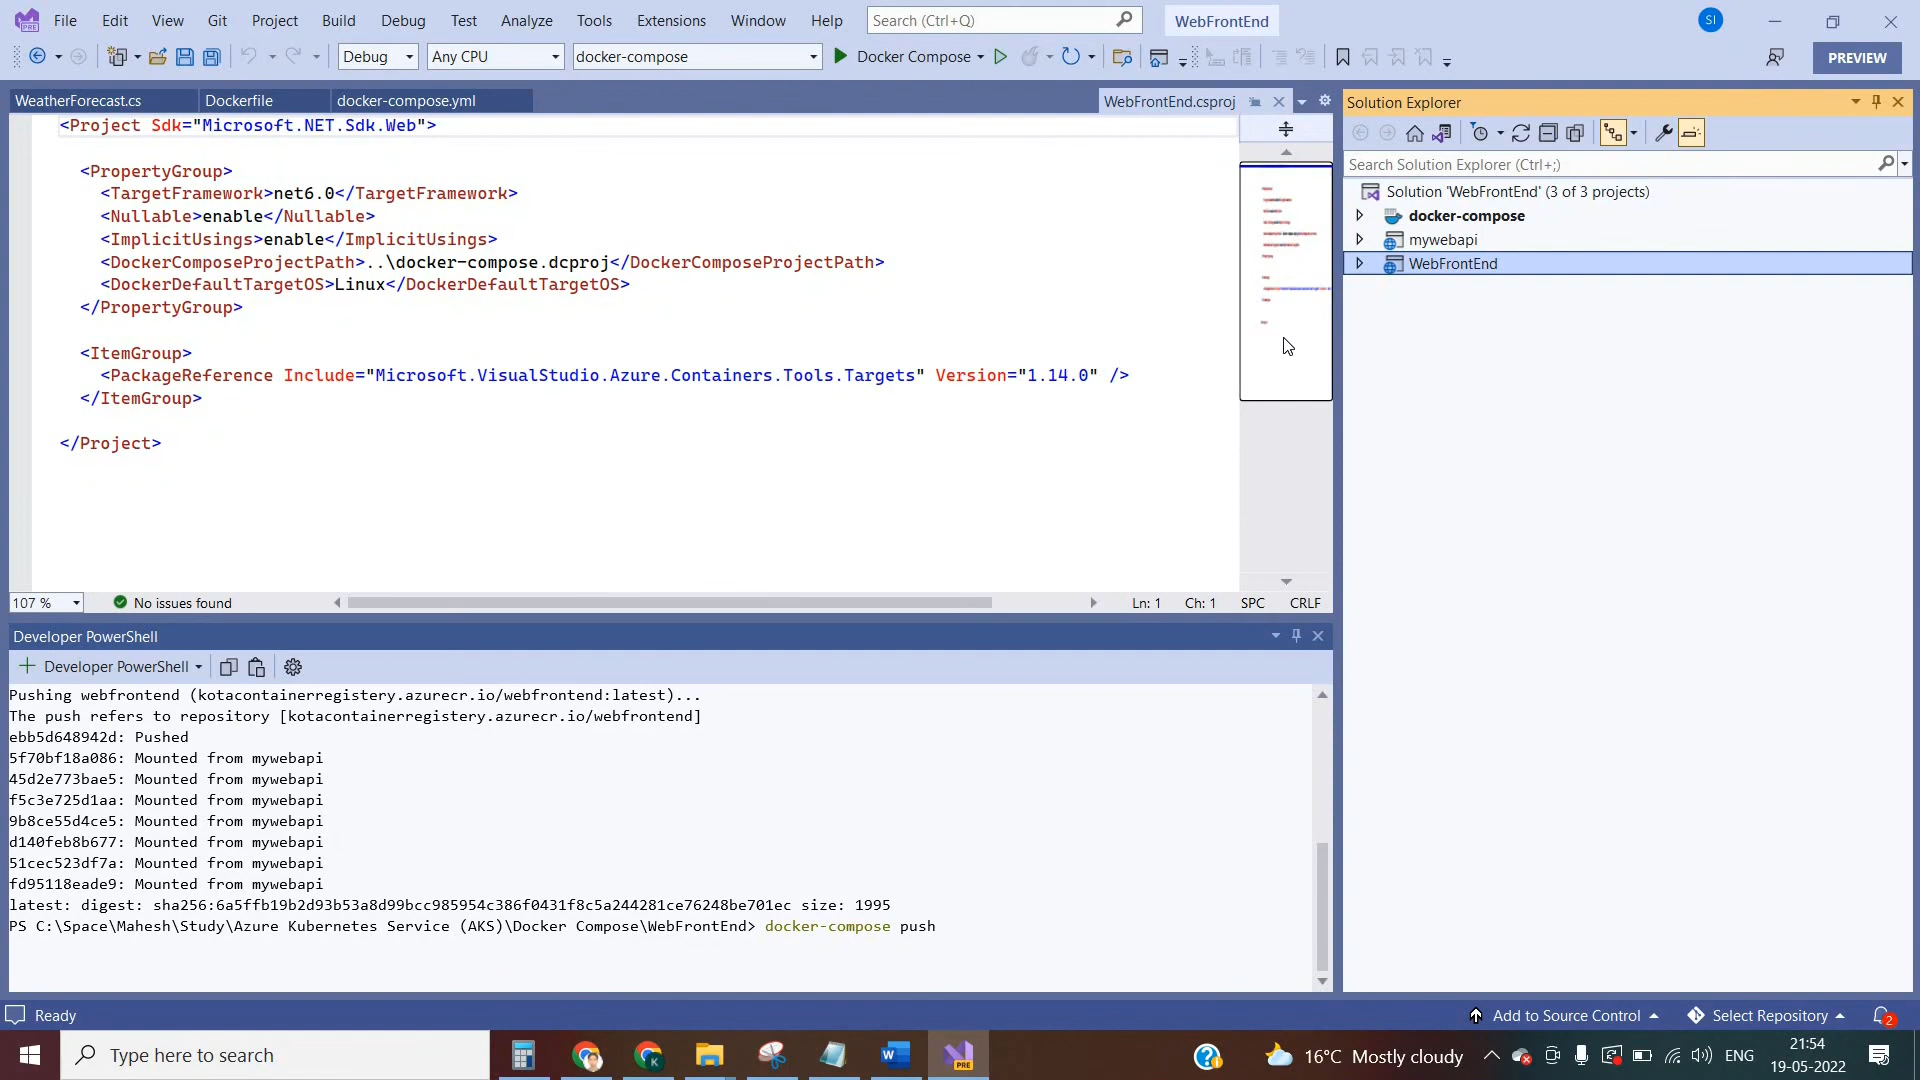 File Edit View Git Project Build Debug Test Analyze Tools Extensions Window Help Search (Ctrl+Q) WebFrontEnd SI
Debug Any CPU docker-compose Docker Compose PREVIEW
WeatherForecast.cs Dockerfile docker-compose.yml WebFrontEnd.csproj
<Project Sdk="Microsoft.NET.Sdk.Web">
<PropertyGroup>
<TargetFramework>net6.0</TargetFramework>
<Nullable>enable</Nullable>
<ImplicitUsings>enable</ImplicitUsings>
<DockerComposeProjectPath>..\docker-compose.dcproj</DockerComposeProjectPath>
<DockerDefaultTargetOS>Linux</DockerDefaultTargetOS>
</PropertyGroup>
<ItemGroup>
<PackageReference Include="Microsoft.VisualStudio.Azure.Containers.Tools.Targets" Version="1.14.0" />
</ItemGroup>
</Project>
107 % No issues found Ln: 1 Ch: 1 SPC CRLF
Solution Explorer
Search Solution Explorer (Ctrl+;)
Solution 'WebFrontEnd' (3 of 3 projects)
docker-compose
mywebapi
WebFrontEnd
Developer PowerShell
Developer PowerShell
Pushing webfrontend (kotacontainerregistery.azurecr.io/webfrontend:latest)...
The push refers to repository [kotacontainerregistery.azurecr.io/webfrontend]
ebb5d648942d: Pushed
5f70bf18a086: Mounted from mywebapi
45d2e773bae5: Mounted from mywebapi
f5c3e725d1aa: Mounted from mywebapi
9b8ce55d4ce5: Mounted from mywebapi
d140feb8b677: Mounted from mywebapi
51cec523df7a: Mounted from mywebapi
fd95118eade9: Mounted from mywebapi
latest: digest: sha256:6a5ffb19b2d93b53a8d99bcc985954c386f0431f8c5a244281ce76248be701ec size: 1995
PS C:\Space\Mahesh\Study\Azure Kubernetes Service (AKS)\Docker Compose\WebFrontEnd> docker-compose push
Ready Add to Source Control Select Repository 2
Type here to search 16°C Mostly cloudy ENG 21:54
19-05-2022